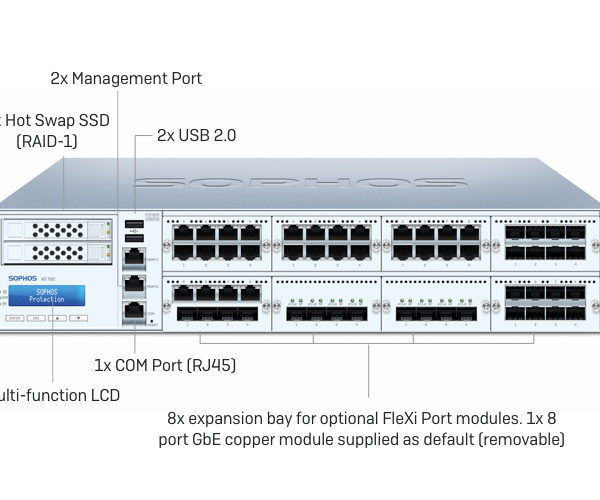 2x Management Port
Hot Swap SSD
(RAID-1)
2x USB 2.0
SOPHOS
SOPHOS XG 750
SOPHOS
Protection
1x COM Port (RJ45)
ulti-function LCD
8x expansion bay for optional FleXi Port modules. 1x 8
port GbE copper module supplied as default (removable)